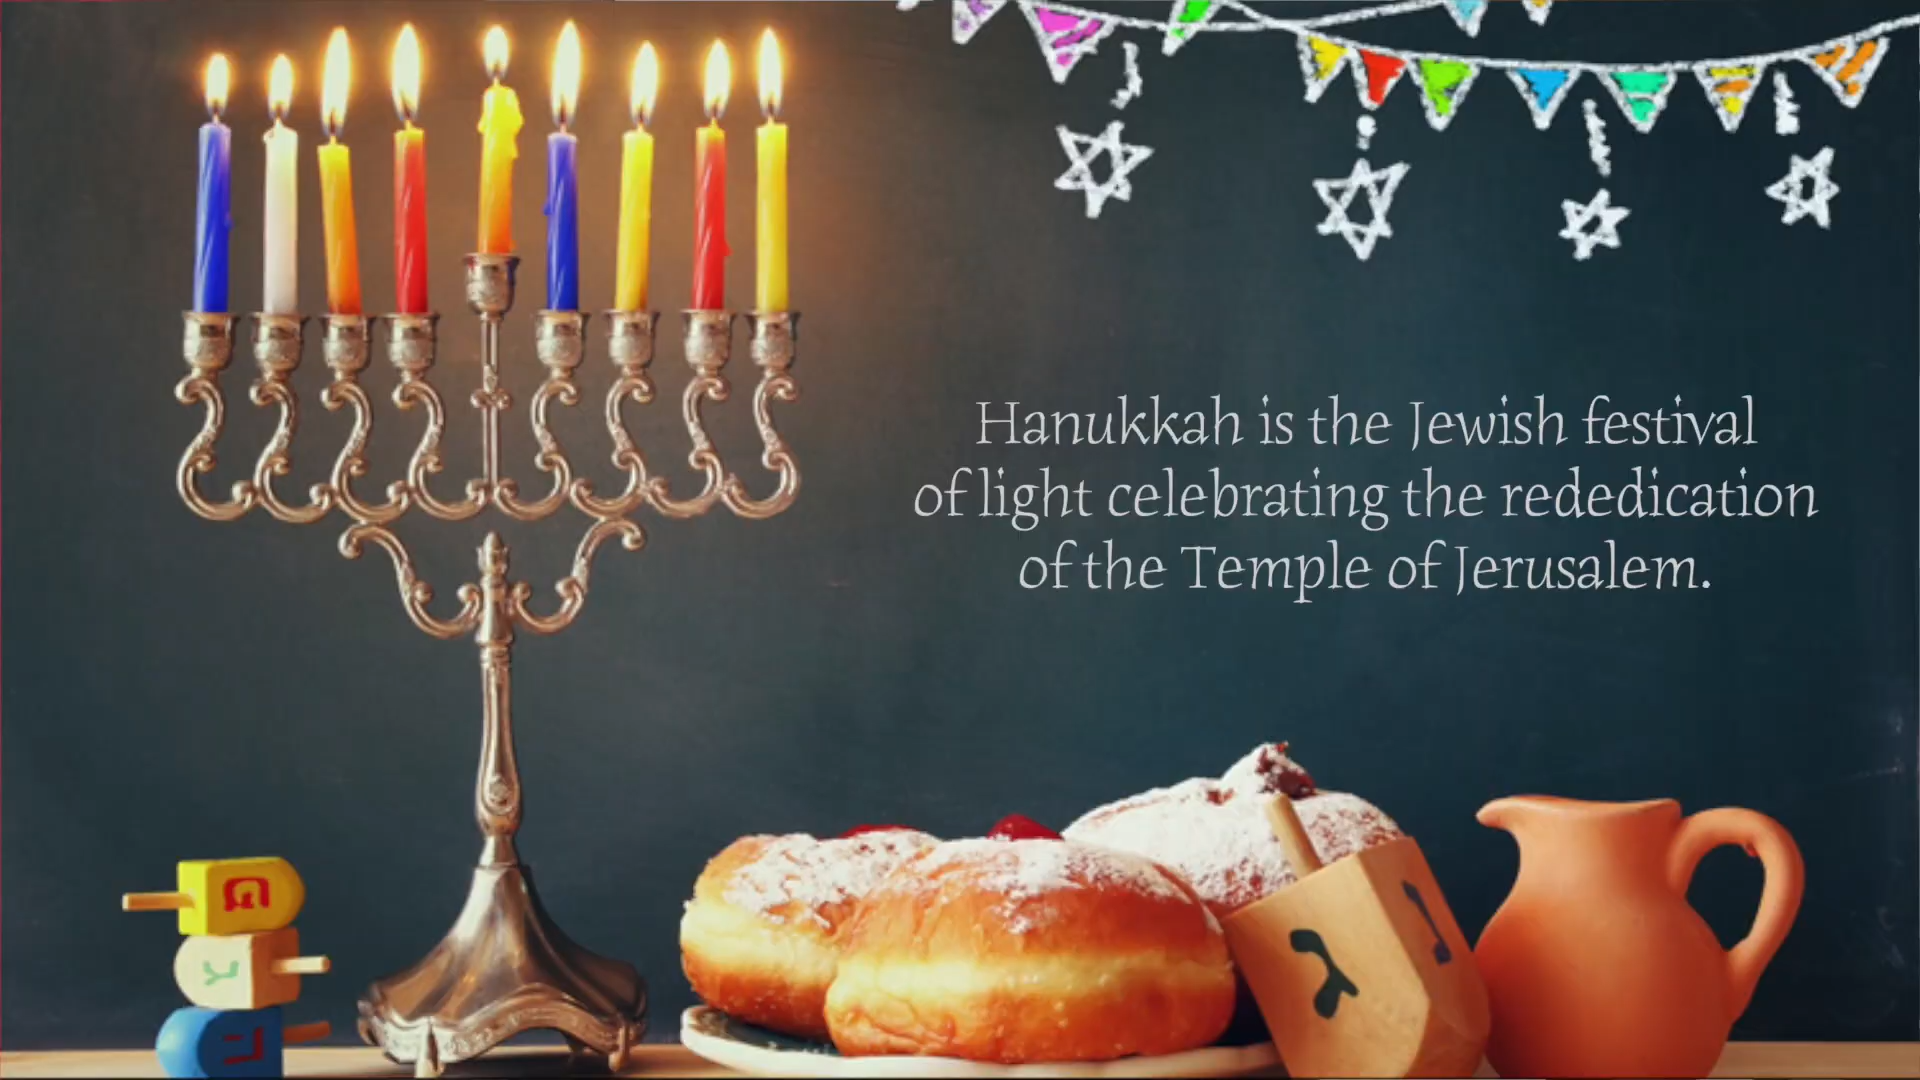 Hanukkah is the Jewish festival
of light celebrating the rededication
of the Temple of Jerusalem.
נ
ג